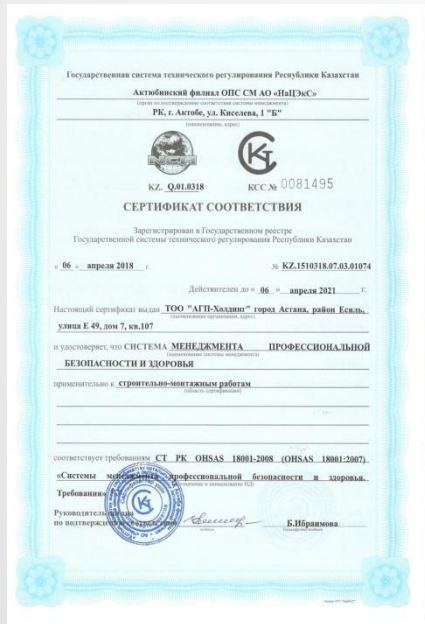 Государственная система технического регулирования Республики Казахстан
Актюбинский филиал ОПС СМ АО «НаЦЭкС»
(орган по подтверждению соответствия системы менеджмента)
РК, г. Актобе, ул. Киселева, 1 "Б"
(наименование, адрес)
KZ. Q.01.0318 КСС № 0081495
СЕРТИФИКАТ СООТВЕТСТВИЯ
Зарегистрирован в Государственном реестре
Государственной системы технического регулирования Республики Казахстан
« 06 » апреля 2018 г. № KZ.1510318.07.03.01074
Действителен до « 06 » апреля 2021 г.
Настоящий сертификат выдан ТОО "АГП-Холдинг" город Астана, район Есиль,
(наименование организации, адрес)
улица Е 49, дом 7, кв.107
и удостоверяет, что СИСТЕМА МЕНЕДЖМЕНТА ПРОФЕССИОНАЛЬНОЙ
(наименование системы менеджмента)
БЕЗОПАСНОСТИ И ЗДОРОВЬЯ
применительно к строительно-монтажным работам
(область сертификации)
соответствует требованиям СТ РК OHSAS 18001-2008 (OHSAS 18001:2007)
«Системы менеджмента профессиональной безопасности и здоровья.
Требования»
Руководитель органа
по подтверждению соответствия Б.Ибраимова